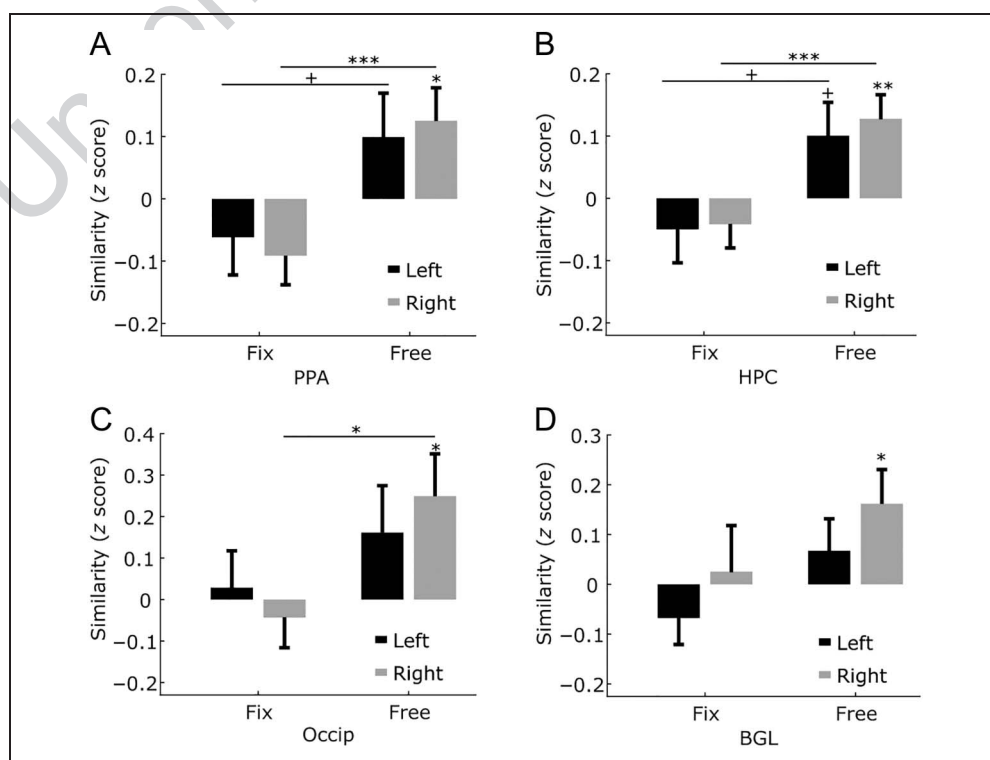 A
***
+
*
0.2
0.1
0
−0.1
−0.2
Similarity (z score)
Left
Right
Fix
Free
PPA
B
***
+
+
**
0.2
0.1
0
−0.1
−0.2
Similarity (z score)
Left
Right
Fix
Free
HPC
C
*
*
0.4
0.3
0.2
0.1
0
−0.1
−0.2
Similarity (z score)
Left
Right
Fix
Free
Occip
D
*
0.3
0.2
0.1
0
−0.1
−0.2
Similarity (z score)
Left
Right
Fix
Free
BGL